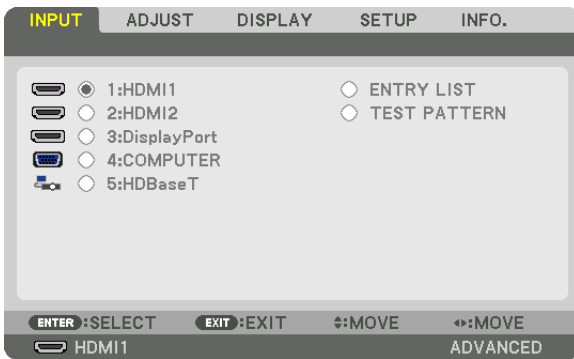 INPUT ADJUST DISPLAY SETUP INFO.
1:HDMI1 ENTRY LIST
2:HDMI2 TEST PATTERN
3:DisplayPort
4:COMPUTER
5:HDBaseT
ENTER:SELECT EXIT:EXIT :MOVE :MOVE
HDMI1 ADVANCED